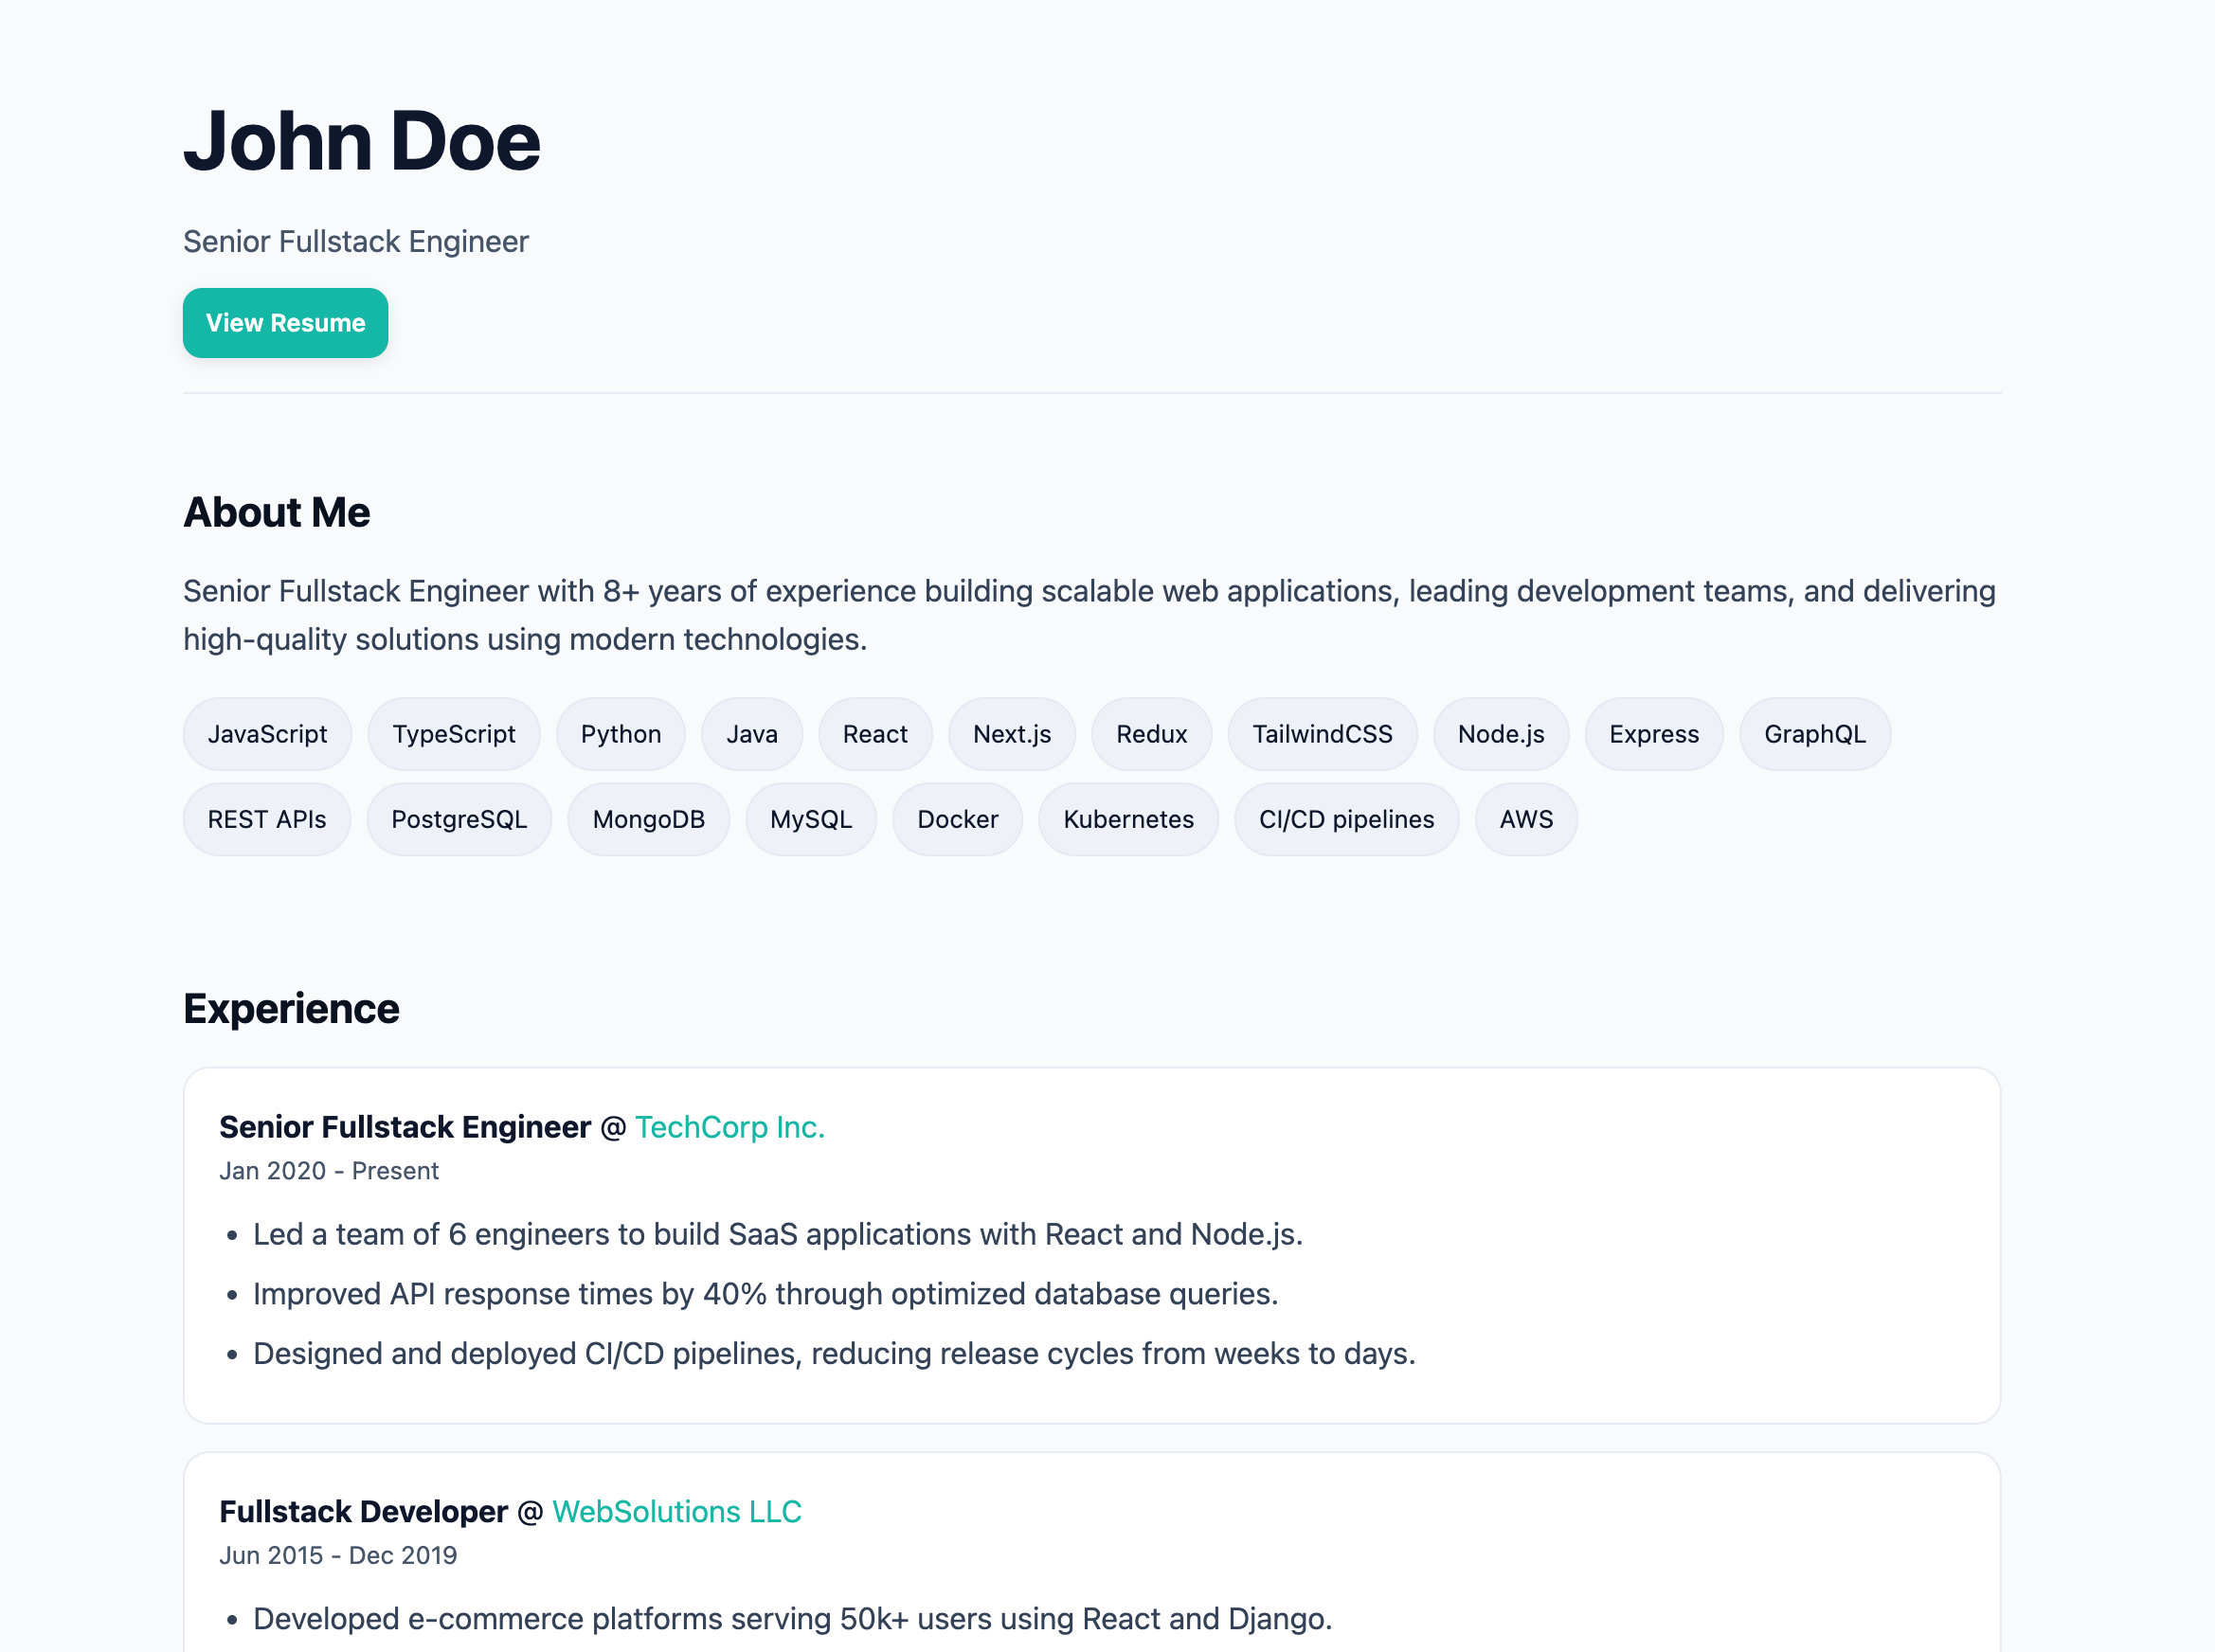 John Doe
Senior Fullstack Engineer
View Resume
About Me
Senior Fullstack Engineer with 8+ years of experience building scalable web applications, leading development teams, and delivering
high-quality solutions using modern technologies.
JavaScript TypeScript Python Java React Next.js Redux TailwindCSS Node.js Express GraphQL
REST APIs PostgreSQL MongoDB MySQL Docker Kubernetes CI/CD pipelines AWS
Experience
Senior Fullstack Engineer @ TechCorp Inc.
Jan 2020 - Present
• Led a team of 6 engineers to build SaaS applications with React and Node.js.
• Improved API response times by 40% through optimized database queries.
• Designed and deployed CI/CD pipelines, reducing release cycles from weeks to days.
Fullstack Developer @ WebSolutions LLC
Jun 2015 - Dec 2019
• Developed e-commerce platforms serving 50k+ users using React and Django.